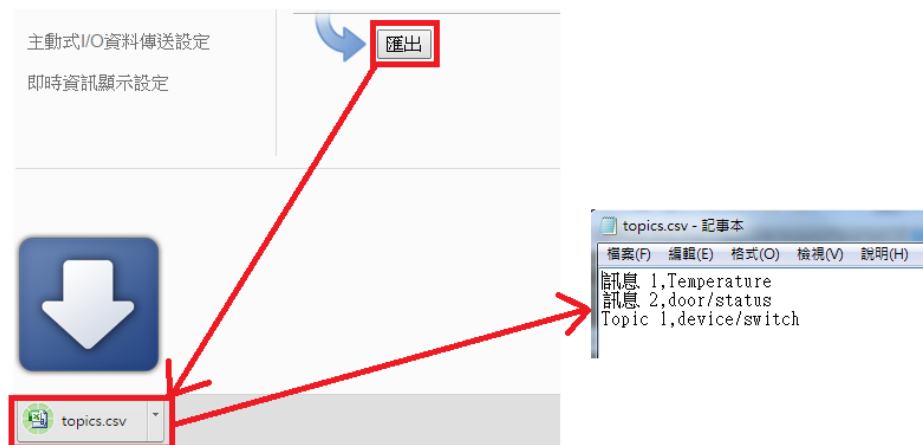 主動式I/O資料傳送設定
即時資訊顯示設定
匯出
topics.csv
topics.csv - 記事本
檔案(F) 編輯(E) 格式(O) 檢視(V) 說明(H)
訊息 1,Temperature
訊息 2,door/status
Topic 1,device/switch